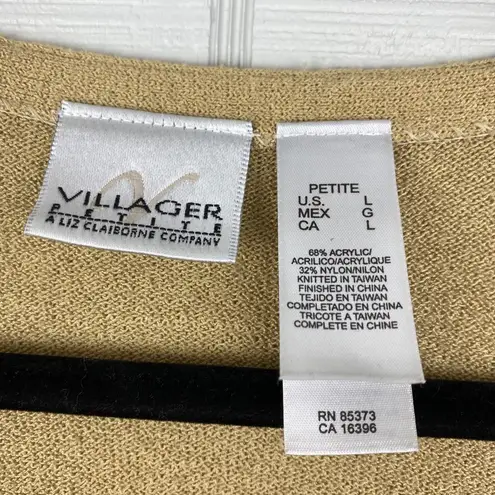 VILLAGER
PETITE
A LIZ CLAIBORNE COMPANY
PETITE
U.S. L
MEX G
CA L
68% ACRYLIC/
ACRILICO/ACRYLIQUE
32% NYLON/NILON
KNITTED IN TAIWAN
FINISHED IN CHINA
TEJIDO EN TAIWAN
COMPLETADO EN CHINA
TRICOTE A TAIWAN
COMPLETE EN CHINE
RN 85373
CA 16396